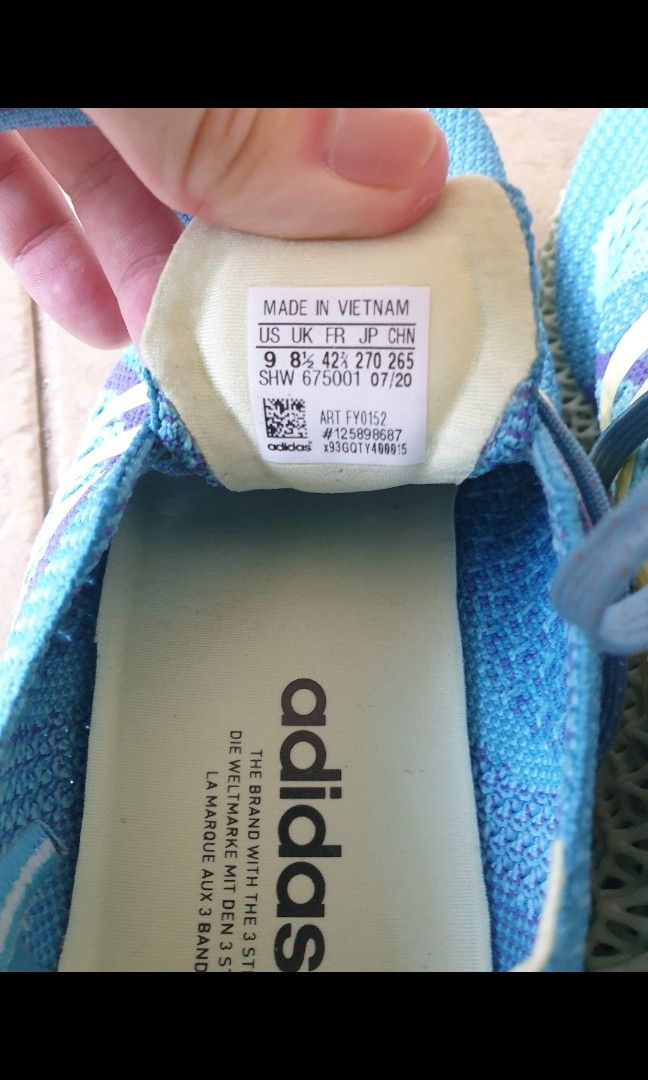 MADE IN VIETNAM
US UK FR JP CHN
9 8½ 42⅔ 270 265
SHW 675001 07/20
ART FY0152
#125898687
adidas®
x93GQTY400015
adidas
THE BRAND WITH THE 3 ST
DIE WELTMARKE MIT DEN 3 S
LA MARQUE AUX 3 BAND